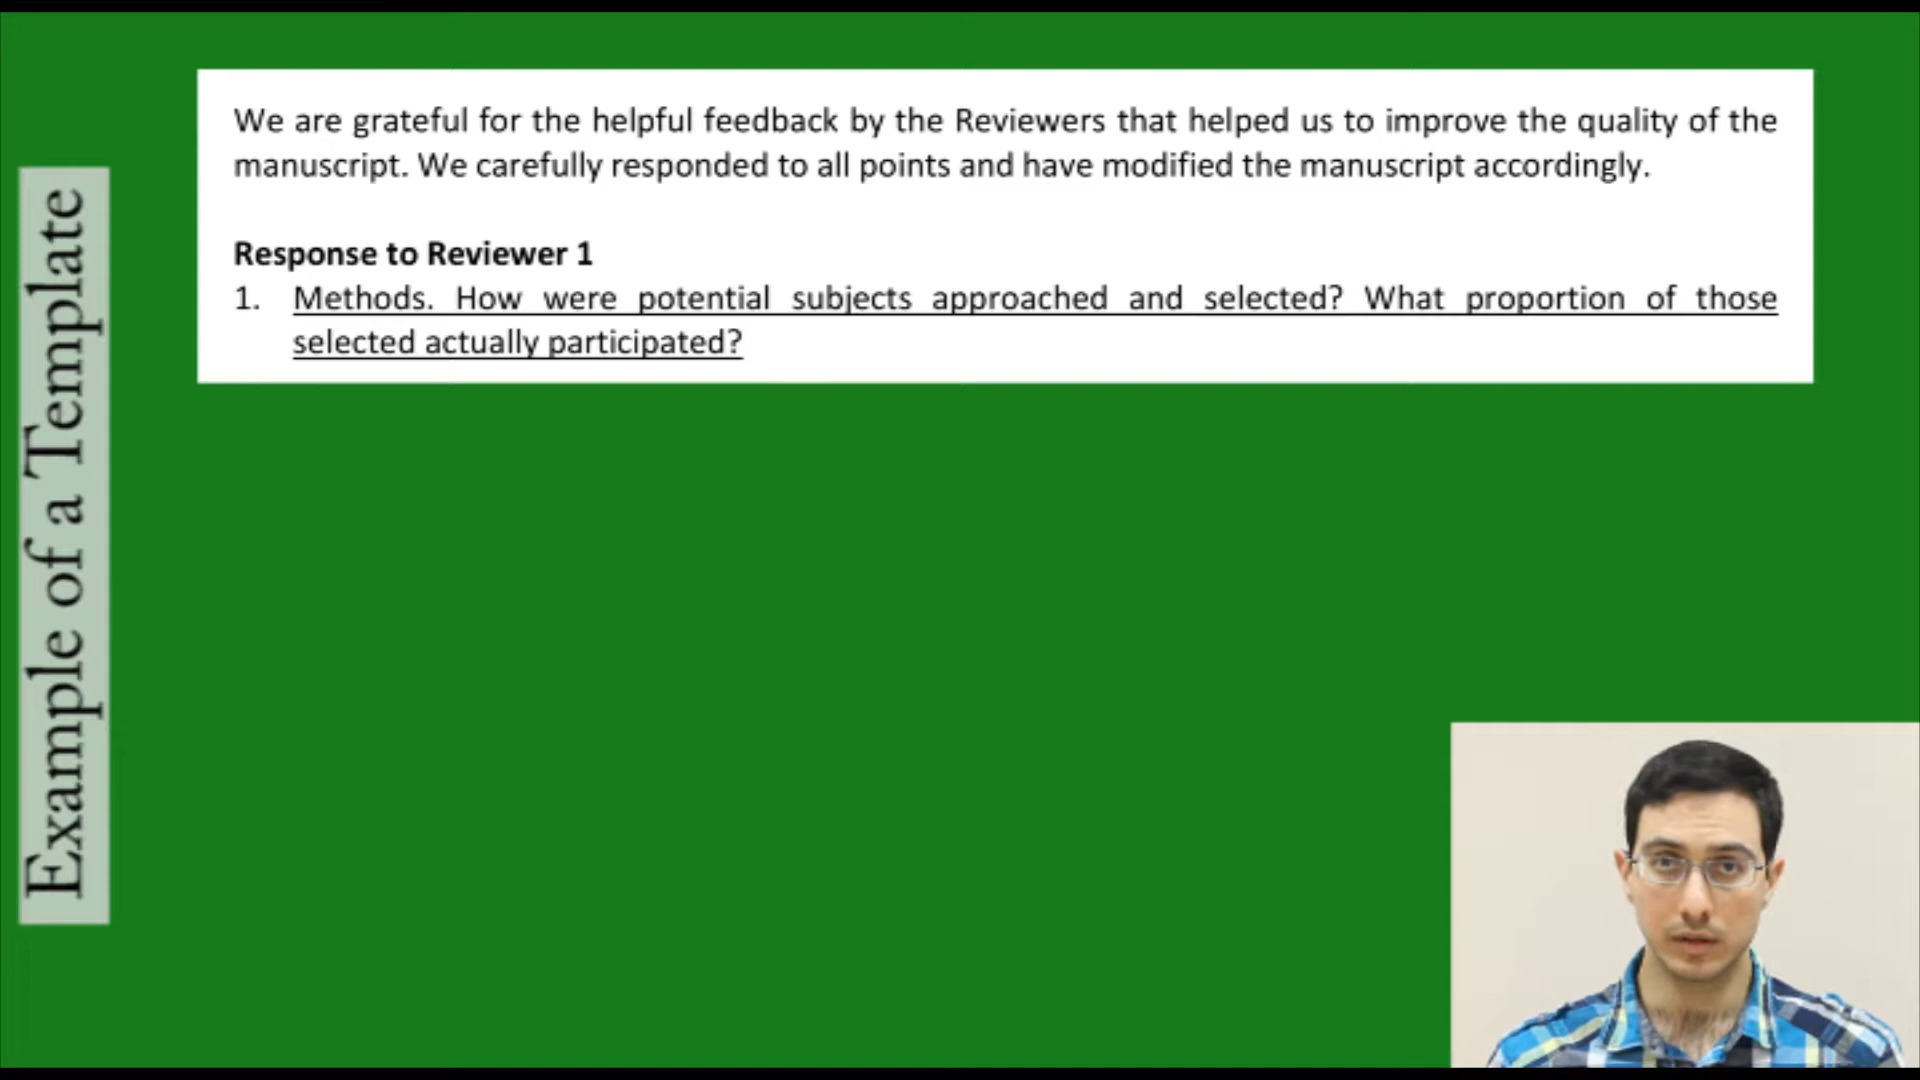 Example of a Template
We are grateful for the helpful feedback by the Reviewers that helped us to improve the quality of the
manuscript. We carefully responded to all points and have modified the manuscript accordingly.
Response to Reviewer 1
1. Methods. How were potential subjects approached and selected? What proportion of those
selected actually participated?